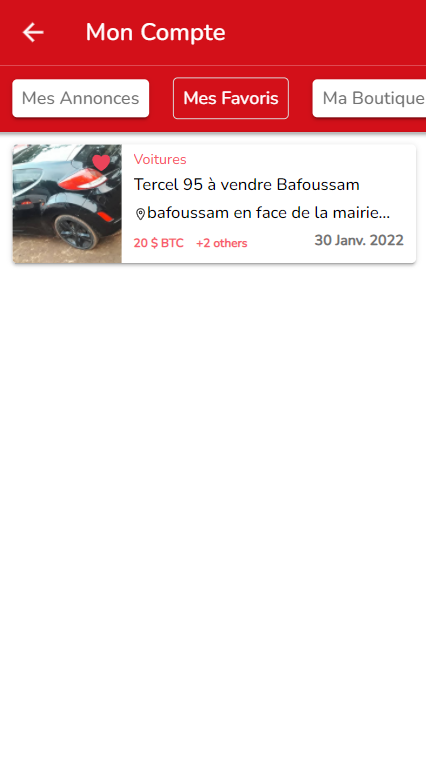 Mon Compte
Mes Annonces
Mes Favoris
Ma Boutique
Voitures
Tercel 95 à vendre Bafoussam
bafoussam en face de la mairie...
20 $ BTC +2 others
30 Janv. 2022